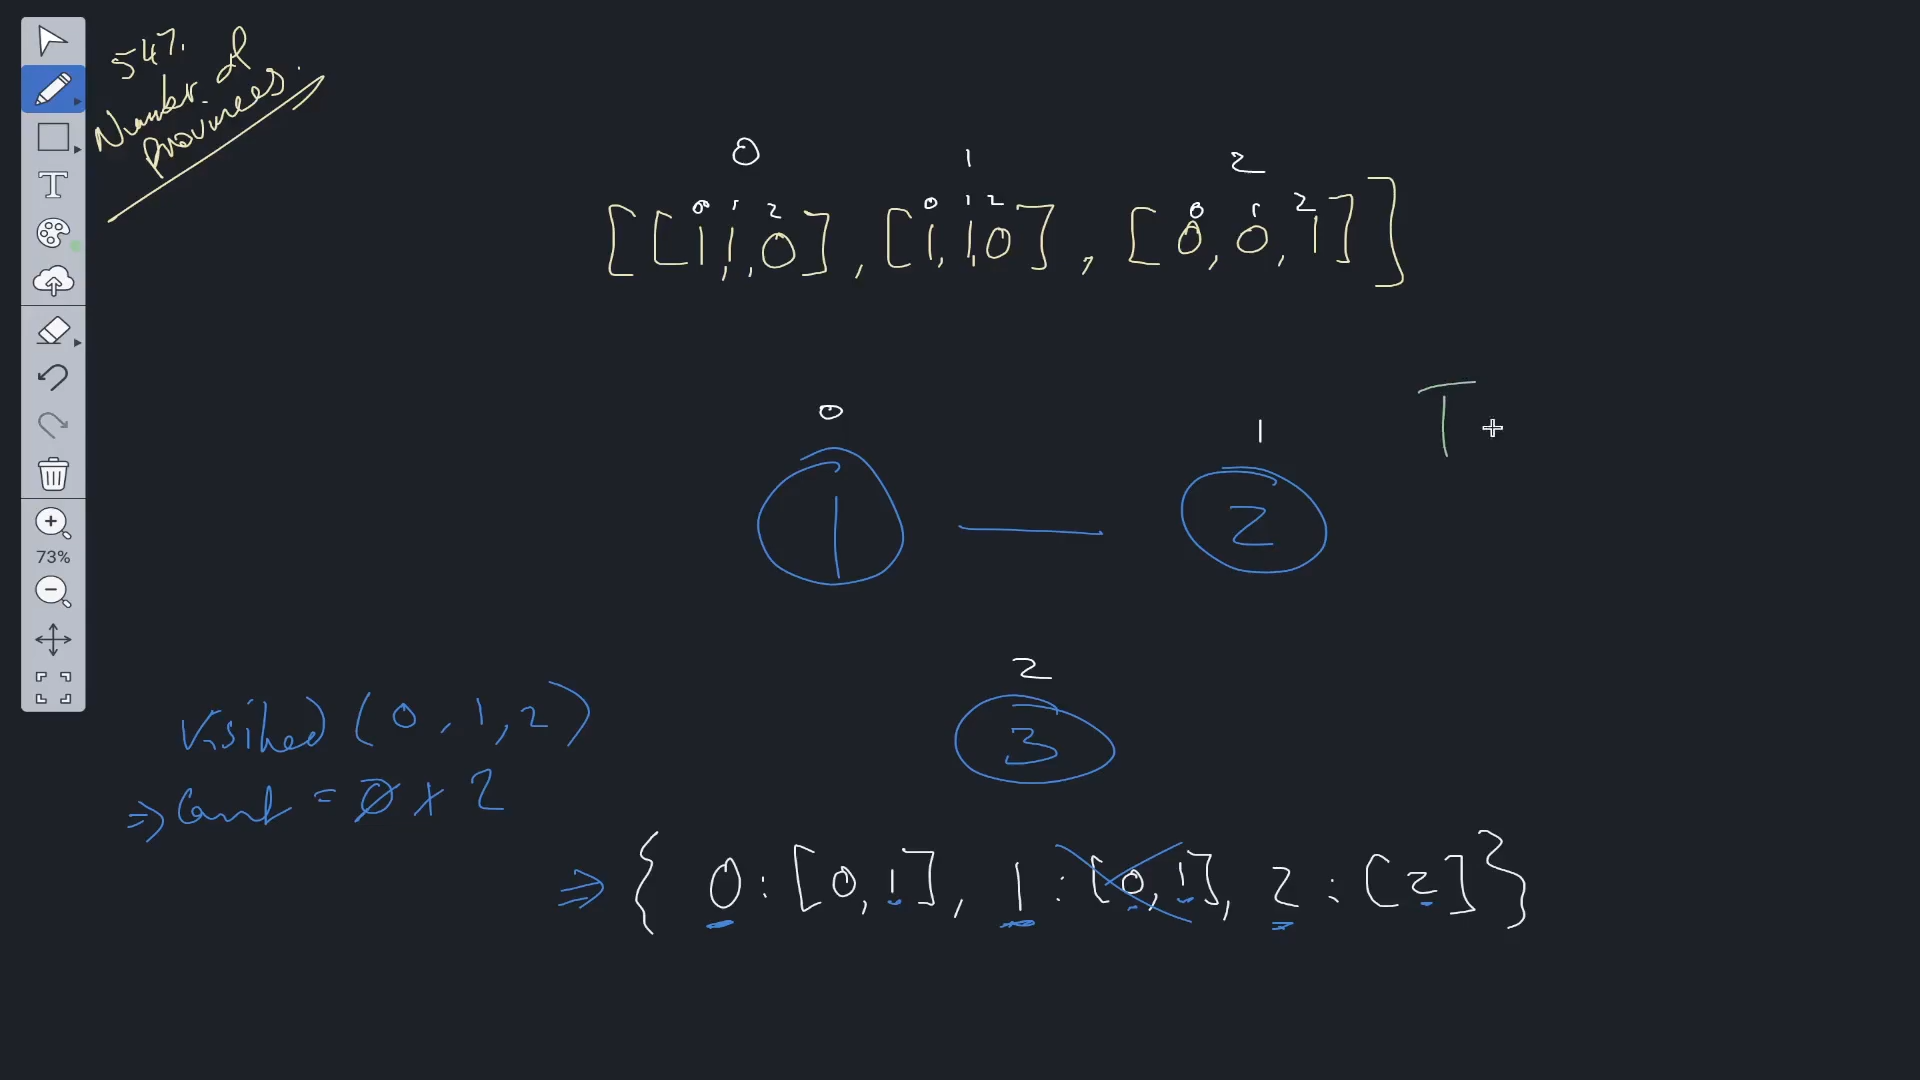 547.
Number of
provinces.
0 1 2
0 1 2 0 1 2 0 1 2
[[1,1,0], [1,1,0], [0,0,1]]
0
1
T
1
2
T
73%
2
3
Visited (0, 1, 2)
⇒ Count = 0 1 2
⇒ { 0:[0,1], 1:[0,1], 2:[2]}